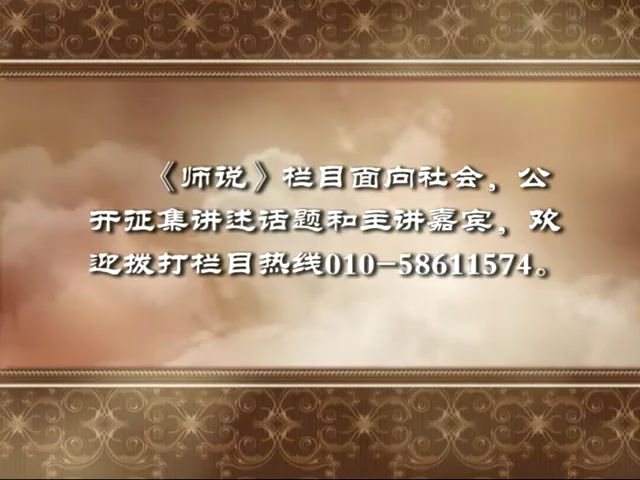 《师说》栏目面向社会，公
开征集讲述话题和主讲嘉宾，欢
迎拨打栏目热线010-58611574。